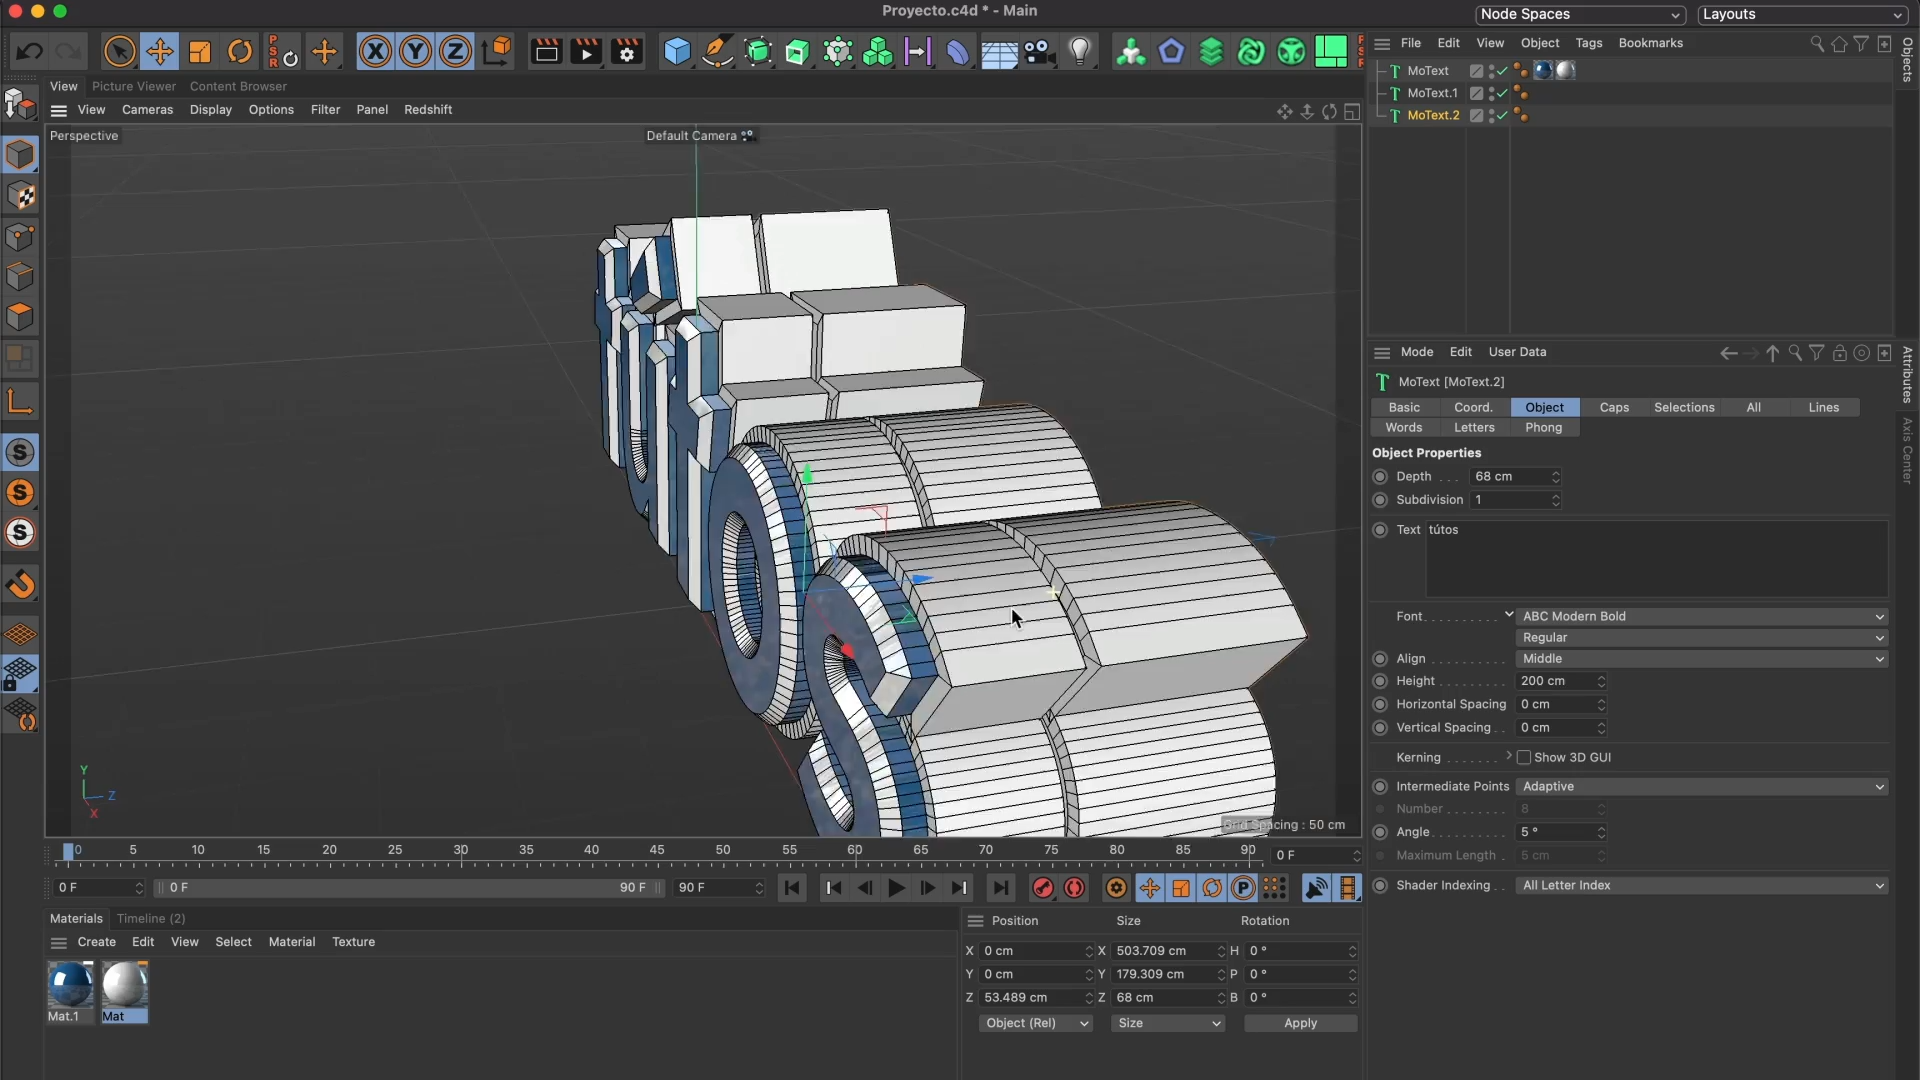 Proyecto.c4d * - Main
Node Spaces
Layouts
PSR
X Y Z
File Edit View Object Tags Bookmarks
Objects
View Picture Viewer Content Browser
View Cameras Display Options Filter Panel Redshift
Perspective
Default Camera
MoText
MoText.1
MoText.2
Mode Edit User Data
Attributes
Axis Center
MoText [MoText.2]
Basic Coord. Object Caps Selections All Lines
Words Letters Phong
Object Properties
Depth . . . 68 cm
Subdivision 1
Text tútos
Font. . . . . . . . ABC Modern Bold
Regular
Align . . . . . . . . Middle
Height . . . . . . . 200 cm
Horizontal Spacing 0 cm
Vertical Spacing . . 0 cm
Kerning . . . . . . . Show 3D GUI
Intermediate Points Adaptive
Number . . . . . . . 8
Angle. . . . . . . . 5 °
Maximum Length . 5 cm
Shader Indexing . . All Letter Index
Y
Z
X
Grid Spacing : 50 cm
0 5 10 15 20 25 30 35 40 45 50 55 60 65 70 75 80 85 90
0 F
0 F 0 F 90 F 90 F
P
Materials Timeline (2)
Create Edit View Select Material Texture
Mat.1 Mat
Position Size Rotation
X 0 cm X 503.709 cm H 0 °
Y 0 cm Y 179.309 cm P 0 °
Z 53.489 cm Z 68 cm B 0 °
Object (Rel) Size Apply